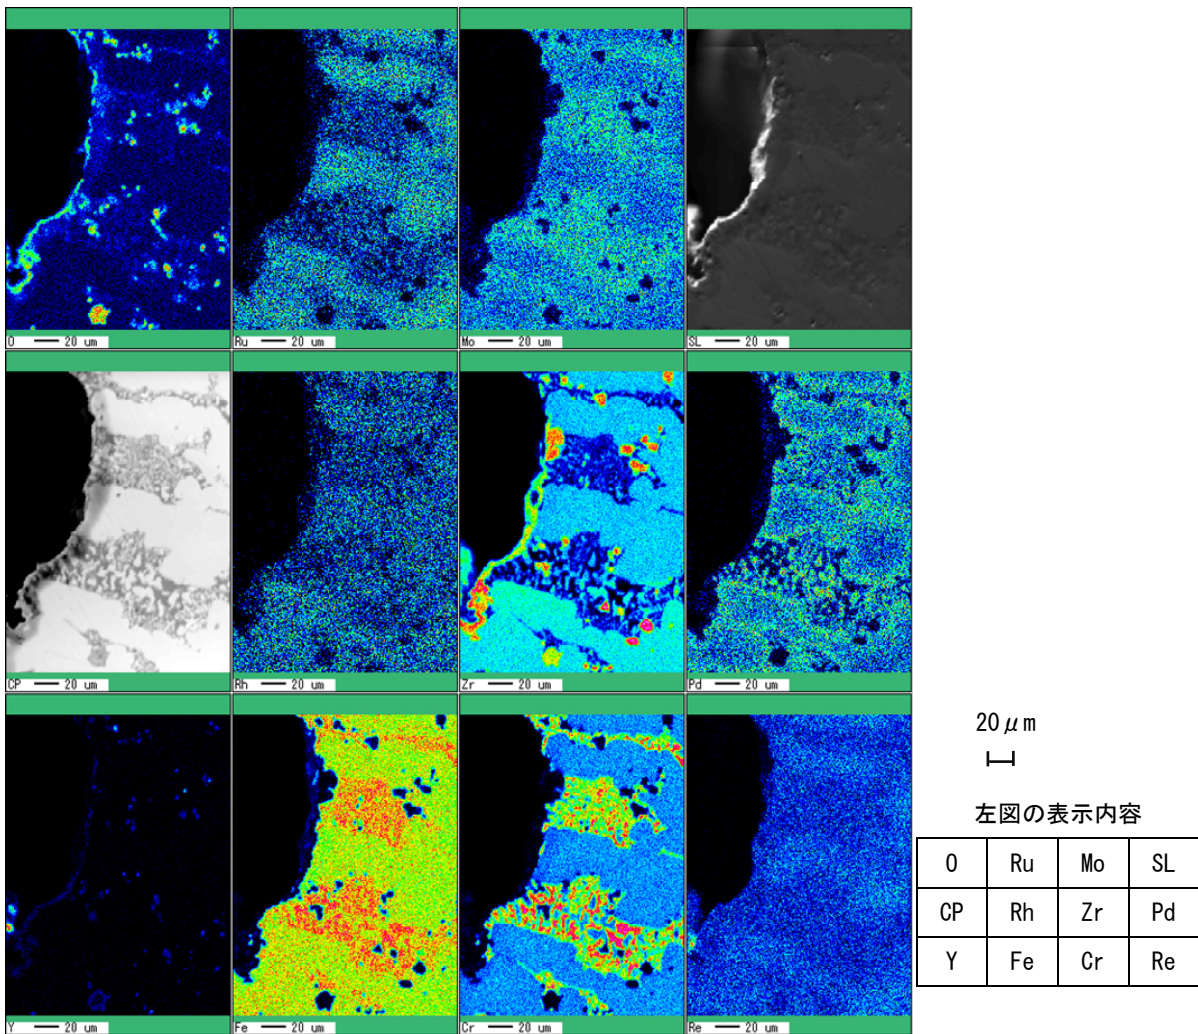 O 20 um
Ru 20 um
Mo 20 um
SL 20 um
CP 20 um
Rh 20 um
Zr 20 um
Pd 20 um
Y 20 um
Fe 20 um
Cr 20 um
Re 20 um
20μm
左図の表示内容
O Ru Mo SL
CP Rh Zr Pd
Y Fe Cr Re